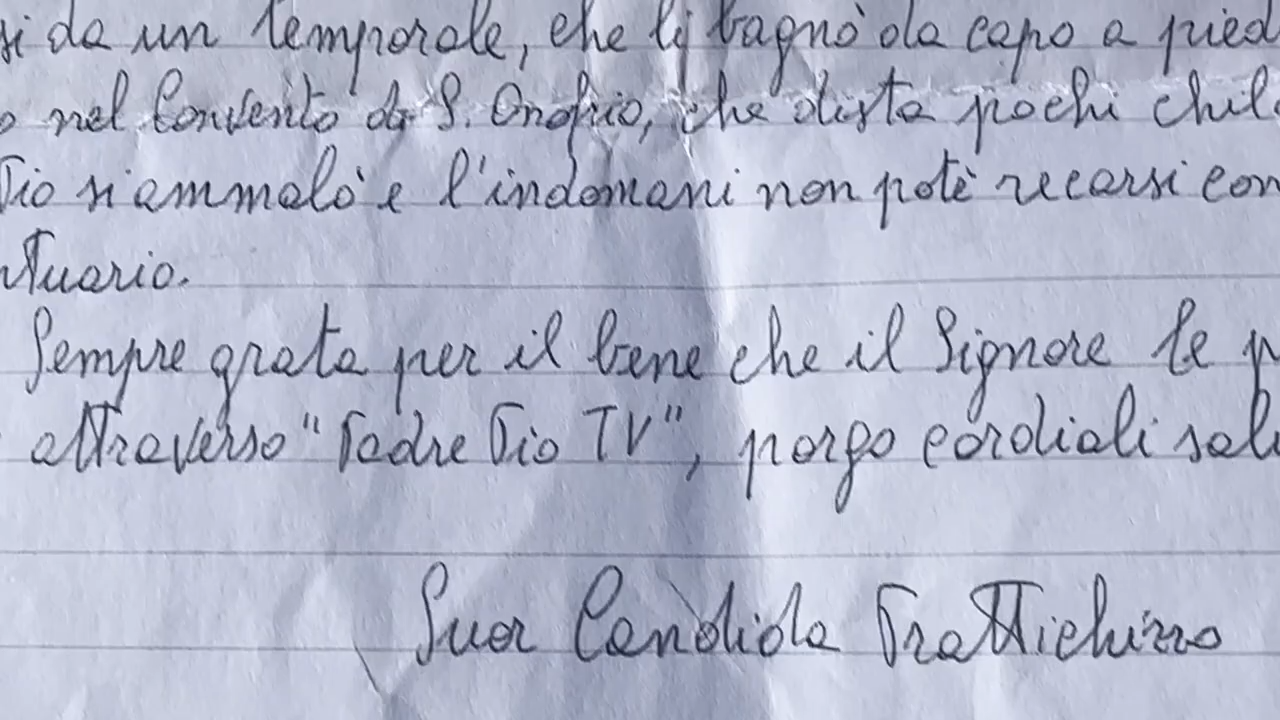 si da un temporale, che li bagnò da capo a pied
o nel Convento di S. Onofrio, che dista pochi chil
Pio si ammalò e l'indomani non potè recarsi con
ntuario.
Sempre grata per il bene che il Signore le p
attraverso "Padre Pio TV", porgo cordiali sal
Suor Candida Frattichizzo